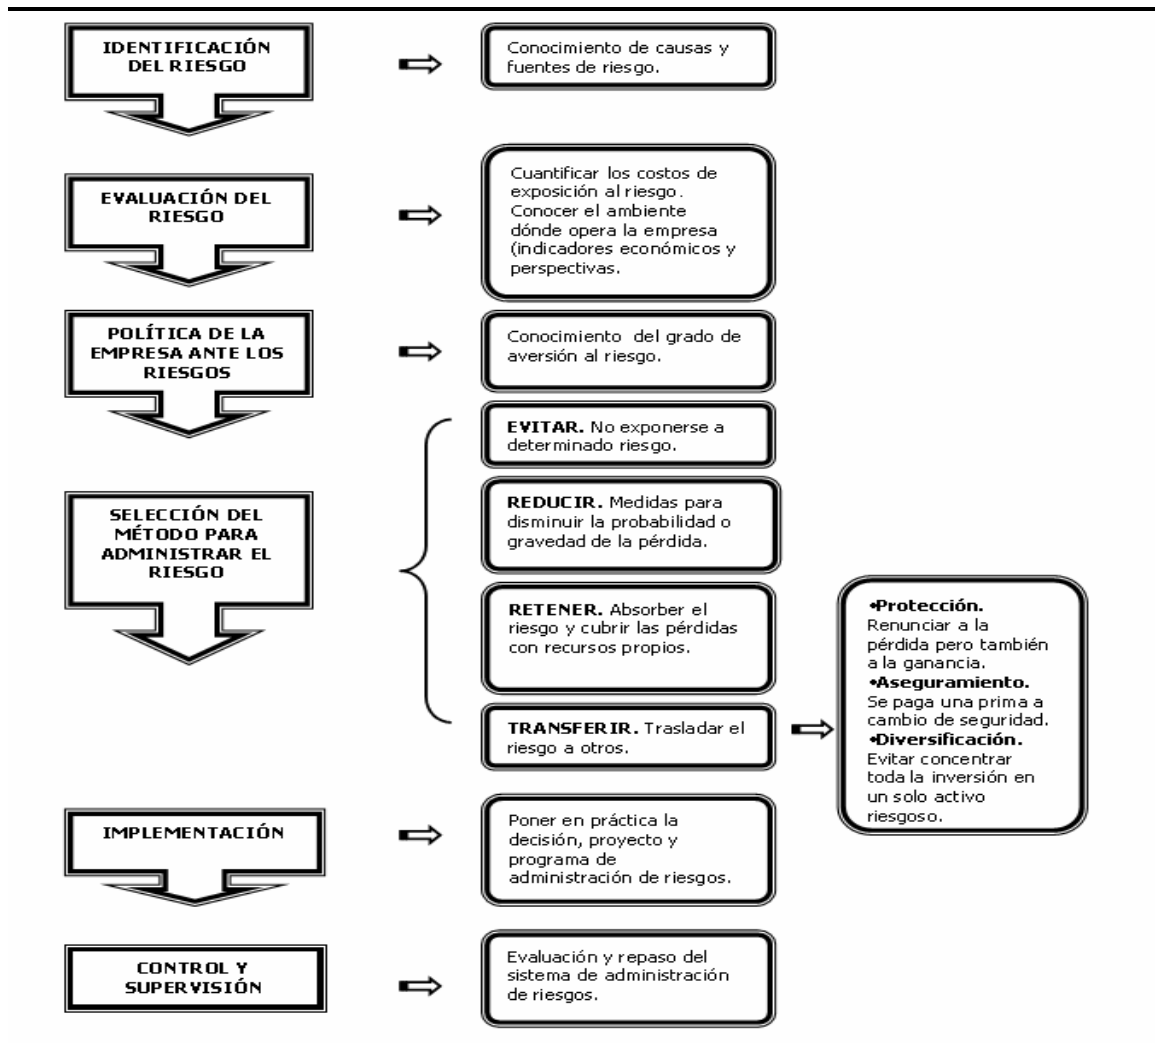 IDENTIFICACIÓN
DEL RIESGO
Conocimiento de causas y
fuentes de riesgo.
EVALUACIÓN DEL
RIESGO
Cuantificar los costos de
exposición al riesgo.
Conocer el ambiente
dónde opera la empresa
(indicadores económicos y
perspectivas.
POLÍTICA DE LA
EMPRESA ANTE LOS
RIESGOS
Conocimiento del grado de
aversión al riesgo.
SELECCIÓN DEL
MÉTODO PARA
ADMINISTRAR EL
RIESGO
EVITAR. No exponerse a
determinado riesgo.
REDUCIR. Medidas para
disminuir la probabilidad o
gravedad de la pérdida.
RETENER. Absorber el
riesgo y cubrir las pérdidas
con recursos propios.
TRANSFERIR. Trasladar el
riesgo a otros.
•Protección.
Renunciar a la
pérdida pero también
a la ganancia.
•Aseguramiento.
Se paga una prima a
cambio de seguridad.
•Diversificación.
Evitar concentrar
toda la inversión en
un solo activo
riesgoso.
IMPLEMENTACIÓN
Poner en práctica la
decisión, proyecto y
programa de
administración de riesgos.
CONTROL Y
SUPERVISIÓN
Evaluación y repaso del
sistema de administración
de riesgos.